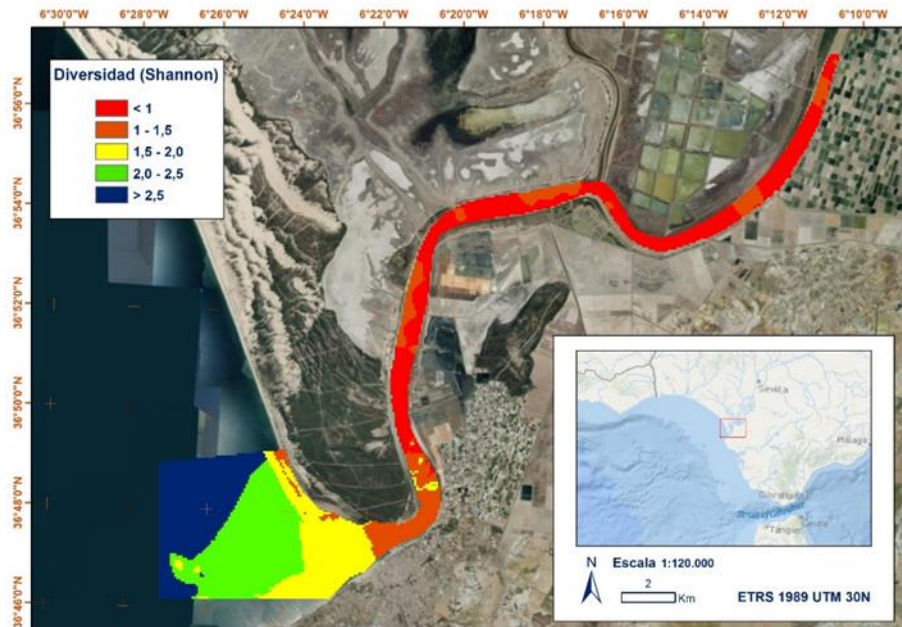 6°30'0"W 6°28'0"W 6°26'0"W 6°24'0"W 6°22'0"W 6°20'0"W 6°18'0"W 6°16'0"W 6°14'0"W 6°12'0"W 6°10'0"W
36°56'0"N
36°54'0"N
36°52'0"N
36°50'0"N
36°48'0"N
36°46'0"N
Diversidad (Shannon)
< 1
1 - 1,5
1,5 - 2,0
2,0 - 2,5
> 2,5
Sevilla
Málaga
Gibraltar
Strait of Gibraltar
Ceuta
Tangier
N
Escala 1:120.000
2
Km
ETRS 1989 UTM 30N